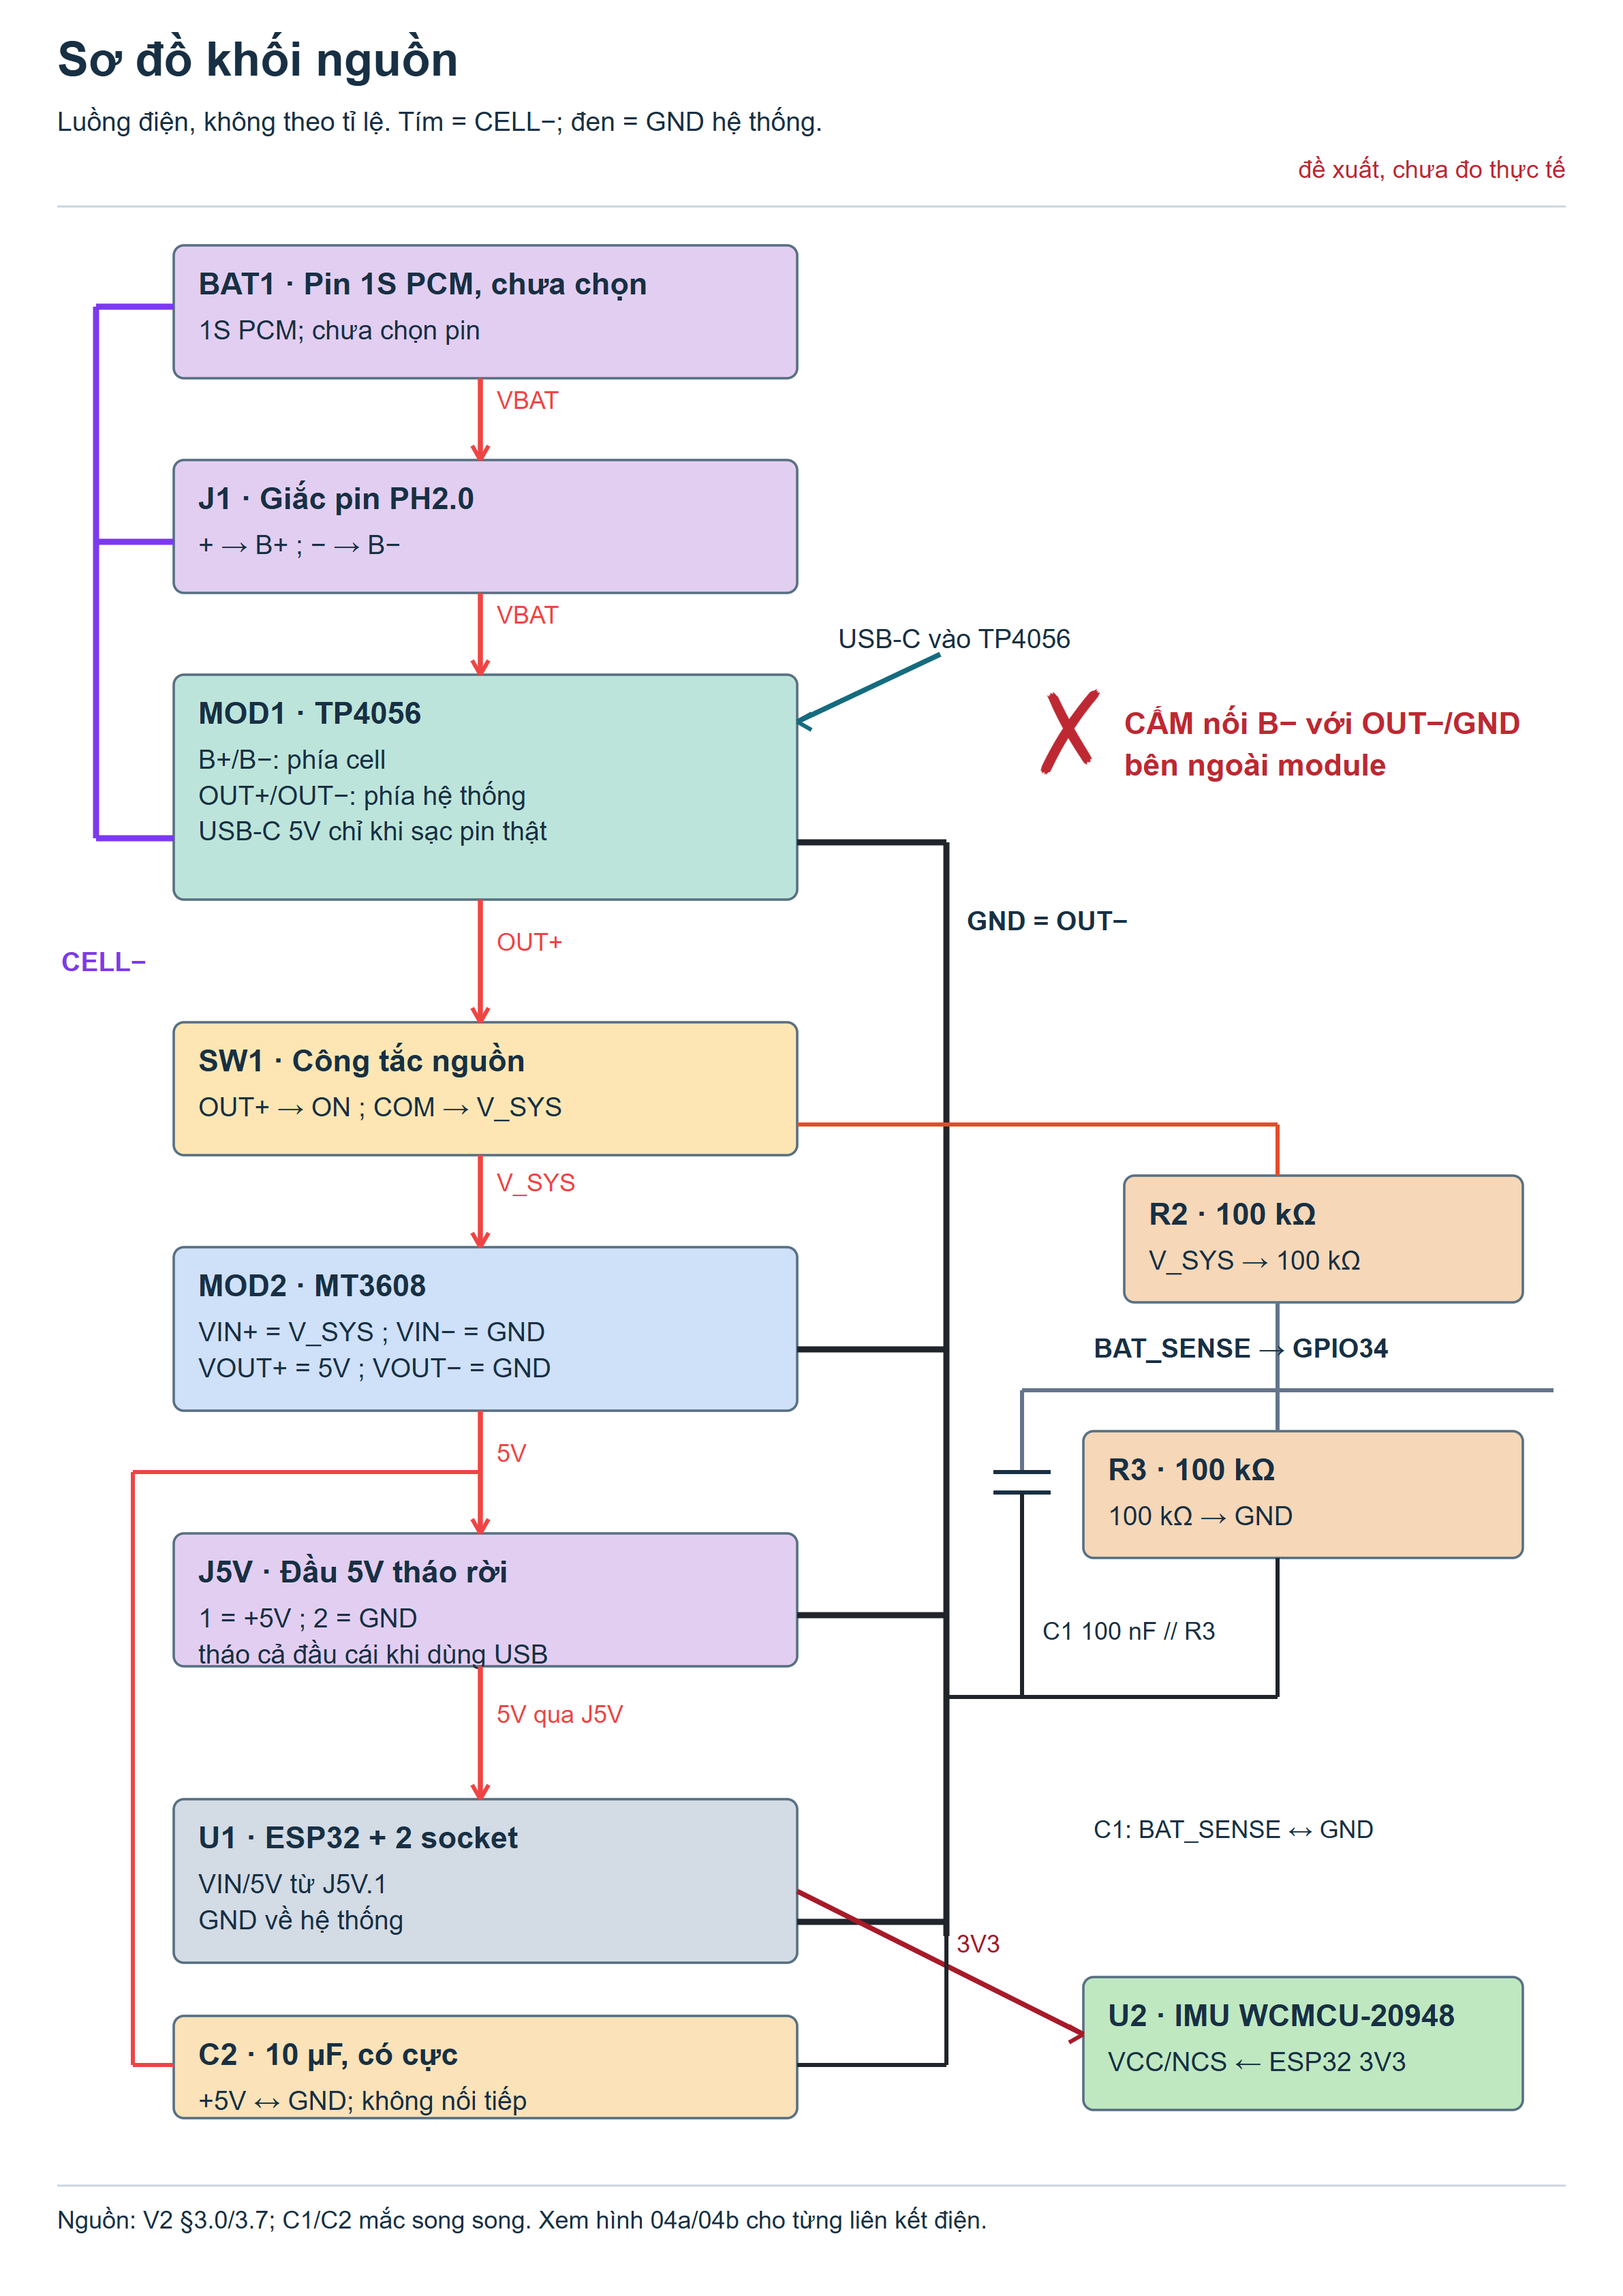 Sơ đồ khối nguồn
Luồng điện, không theo tỉ lệ. Tím = CELL−; đen = GND hệ thống.
đề xuất, chưa đo thực tế
BAT1 · Pin 1S PCM, chưa chọn
1S PCM; chưa chọn pin
VBAT
J1 · Giắc pin PH2.0
+ → B+ ; − → B−
VBAT
USB-C vào TP4056
MOD1 · TP4056
B+/B−: phía cell
OUT+/OUT−: phía hệ thống
USB-C 5V chỉ khi sạc pin thật
✗ CẤM nối B− với OUT−/GND
bên ngoài module
GND = OUT−
OUT+
CELL−
SW1 · Công tắc nguồn
OUT+ → ON ; COM → V_SYS
V_SYS
R2 · 100 kΩ
V_SYS → 100 kΩ
MOD2 · MT3608
VIN+ = V_SYS ; VIN− = GND
VOUT+ = 5V ; VOUT− = GND
BAT_SENSE → GPIO34
5V
R3 · 100 kΩ
100 kΩ → GND
J5V · Đầu 5V tháo rời
1 = +5V ; 2 = GND
tháo cả đầu cái khi dùng USB
C1 100 nF // R3
5V qua J5V
U1 · ESP32 + 2 socket
VIN/5V từ J5V.1
GND về hệ thống
C1: BAT_SENSE ↔ GND
3V3
U2 · IMU WCMCU-20948
VCC/NCS ← ESP32 3V3
C2 · 10 µF, có cực
+5V ↔ GND; không nối tiếp
Nguồn: V2 §3.0/3.7; C1/C2 mắc song song. Xem hình 04a/04b cho từng liên kết điện.